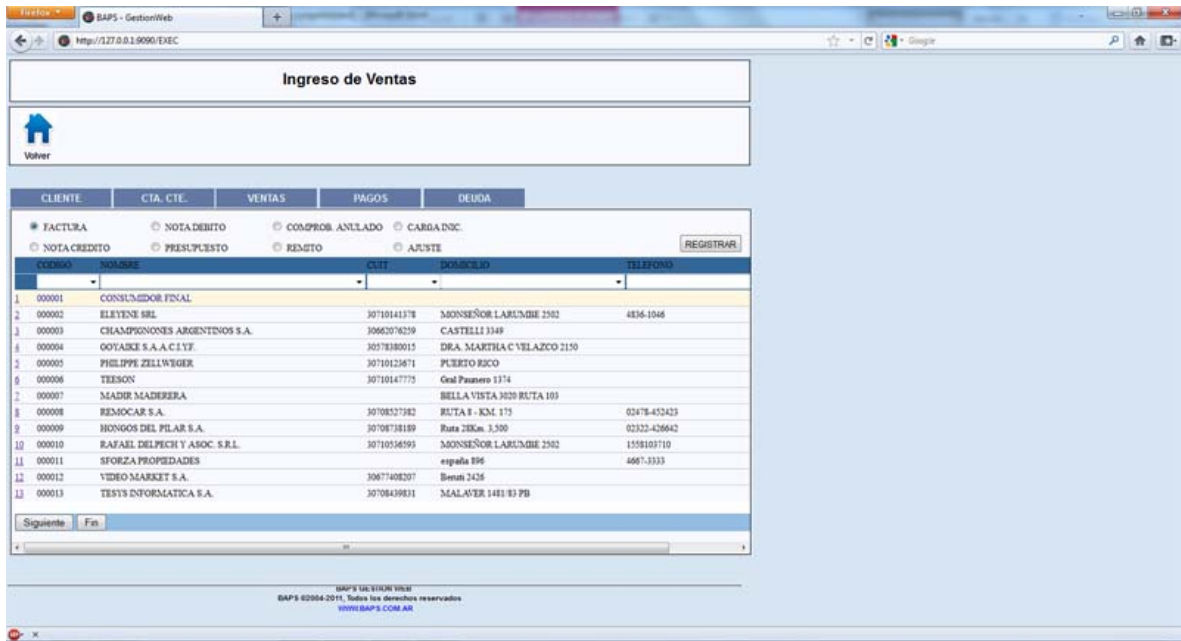 Firefox
BAPS - GestionWeb
http://127.0.0.1:9090/EXEC
Google
Ingreso de Ventas
Volver
CLIENTE CTA. CTE. VENTAS PAGOS DEUDA
FACTURA NOTA DEBITO COMPROB. ANULADO CARGA INIC.
NOTA CREDITO PRESUPUESTO REMITO AJUSTE
REGISTRAR
CODIGO NOMBRE CUIT DOMICILIO TELEFONO
1 000001 CONSUMIDOR FINAL
2 000002 ELEYENE SRL 30710141378 MONSEÑOR LARUMBE 2502 4836-1046
3 000003 CHAMPIGNONES ARGENTINOS S.A. 30662076259 CASTELLI 3349
4 000004 GOYAIKE S.A.A.C.I.Y.F. 30578380015 DRA. MARTHA C VELAZCO 2150
5 000005 PHILIPPE ZELLWEGER 30710123671 PUERTO RICO
6 000006 TEESON 30710147775 Gral Paunero 1374
7 000007 MADIR MADERERA BELLA VISTA 3020 RUTA 103
8 000008 REMOCAR S.A. 30708527382 RUTA 8 - KM. 175 02478-452423
9 000009 HONGOS DEL PILAR S.A. 30708738189 Ruta 28Km. 3,500 02322-426642
10 000010 RAFAEL DELPECH Y ASOC. S.R.L. 30710536593 MONSEÑOR LARUMBE 2502 1558103710
11 000011 SFORZA PROPIEDADES españa 896 4667-3333
12 000012 VIDEO MARKET S.A. 30677408207 Beruti 2426
13 000013 TESYS INFORMATICA S.A. 30708439831 MALAVER 1481/83 PB
Siguiente Fin
BAPS GESTION WEB
BAPS ©2004-2011, Todos los derechos reservados
WWW.BAPS.COM.AR